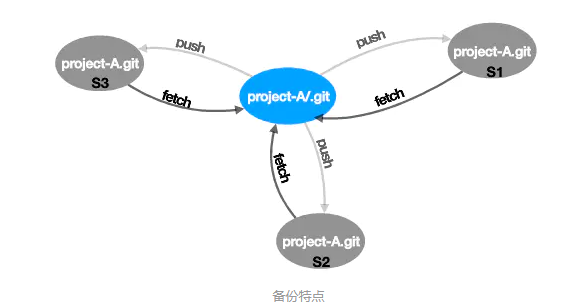 push
push
project-A.git
S3
project-A.git
S1
fetch
project-A/.git
fetch
push
fetch
project-A.git
S2
备份特点